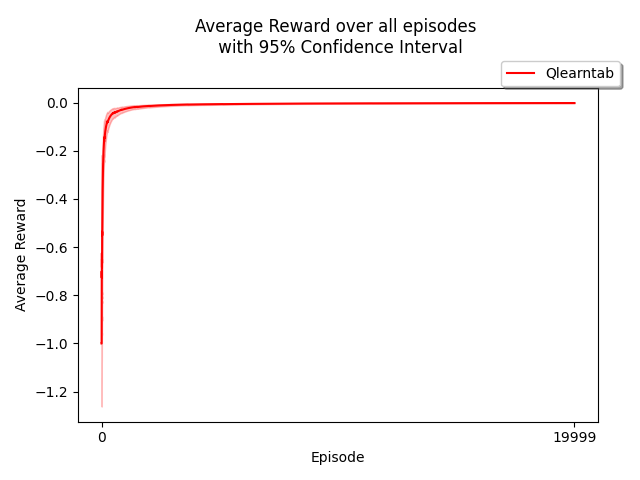 Average Reward over all episodes
with 95% Confidence Interval
Qlearntab
0.0
−0.2
−0.4
−0.6
−0.8
−1.0
−1.2
Average Reward
0
19999
Episode